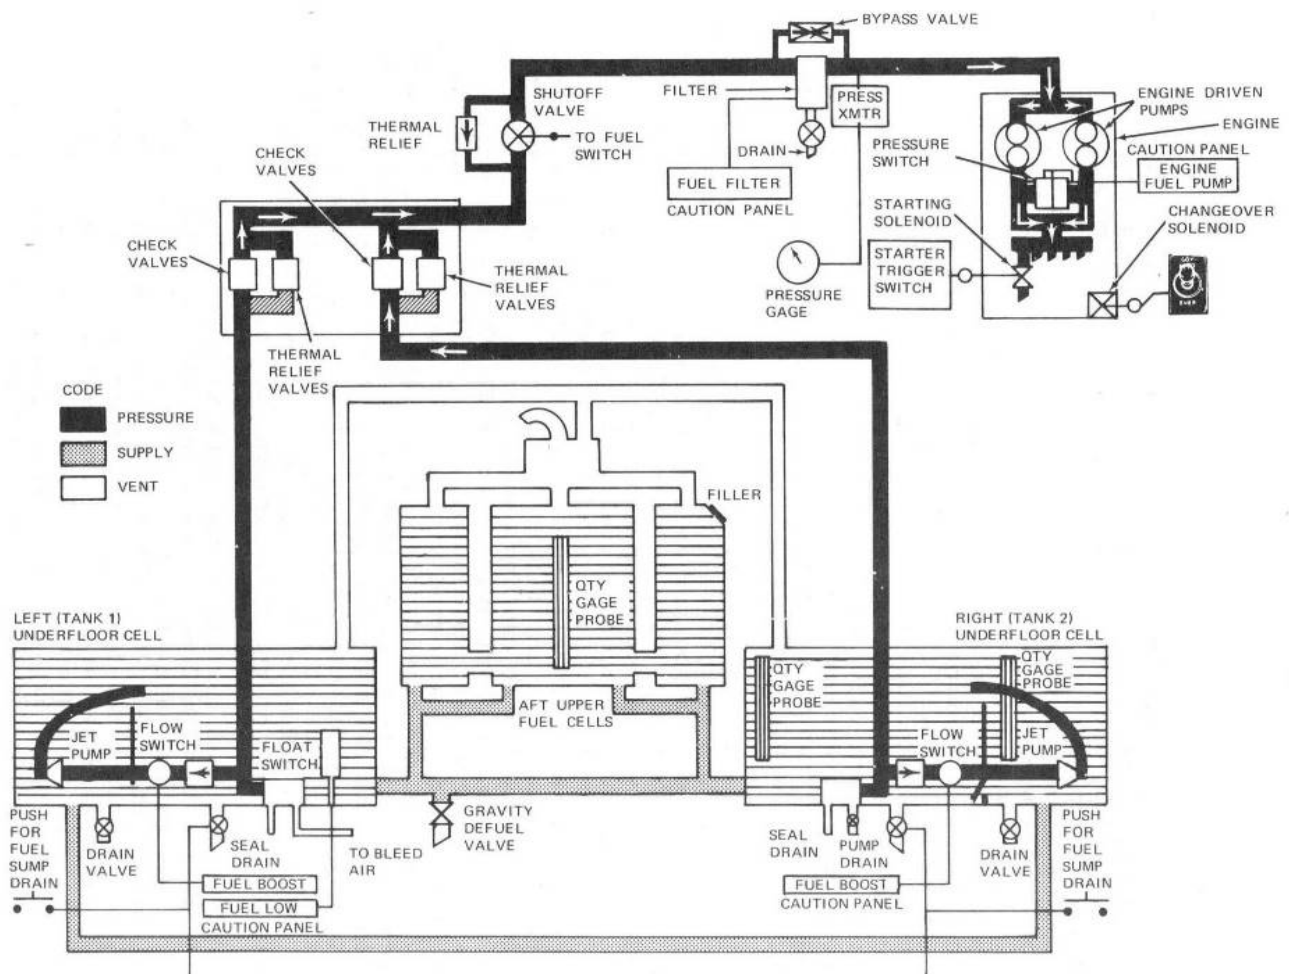 BYPASS VALVE
SHUTOFF
VALVE
THERMAL
RELIEF
TO FUEL
SWITCH
FILTER
PRESS
XMTR
DRAIN
FUEL FILTER
CAUTION PANEL
PRESSURE
GAGE
ENGINE DRIVEN
PUMPS
ENGINE
PRESSURE
SWITCH
CAUTION PANEL
ENGINE
FUEL PUMP
STARTING
SOLENOID
CHANGEOVER
SOLENOID
STARTER
TRIGGER
SWITCH
CHECK
VALVES
CHECK
VALVES
THERMAL
RELIEF
VALVES
THERMAL
RELIEF
VALVES
CODE
PRESSURE
SUPPLY
VENT
FILLER
QTY
GAGE
PROBE
AFT UPPER
FUEL CELLS
LEFT (TANK 1)
UNDERFLOOR CELL
JET
PUMP
FLOW
SWITCH
FLOAT
SWITCH
PUSH
FOR
FUEL
SUMP
DRAIN
DRAIN
VALVE
SEAL
DRAIN
TO BLEED
AIR
FUEL BOOST
FUEL LOW
CAUTION PANEL
GRAVITY
DEFUEL
VALVE
RIGHT (TANK 2)
UNDERFLOOR CELL
QTY
GAGE
PROBE
QTY
GAGE
PROBE
FLOW
SWITCH
JET
PUMP
SEAL
DRAIN
PUMP
DRAIN
DRAIN
VALVE
PUSH
FOR
FUEL
SUMP
DRAIN
FUEL BOOST
CAUTION PANEL